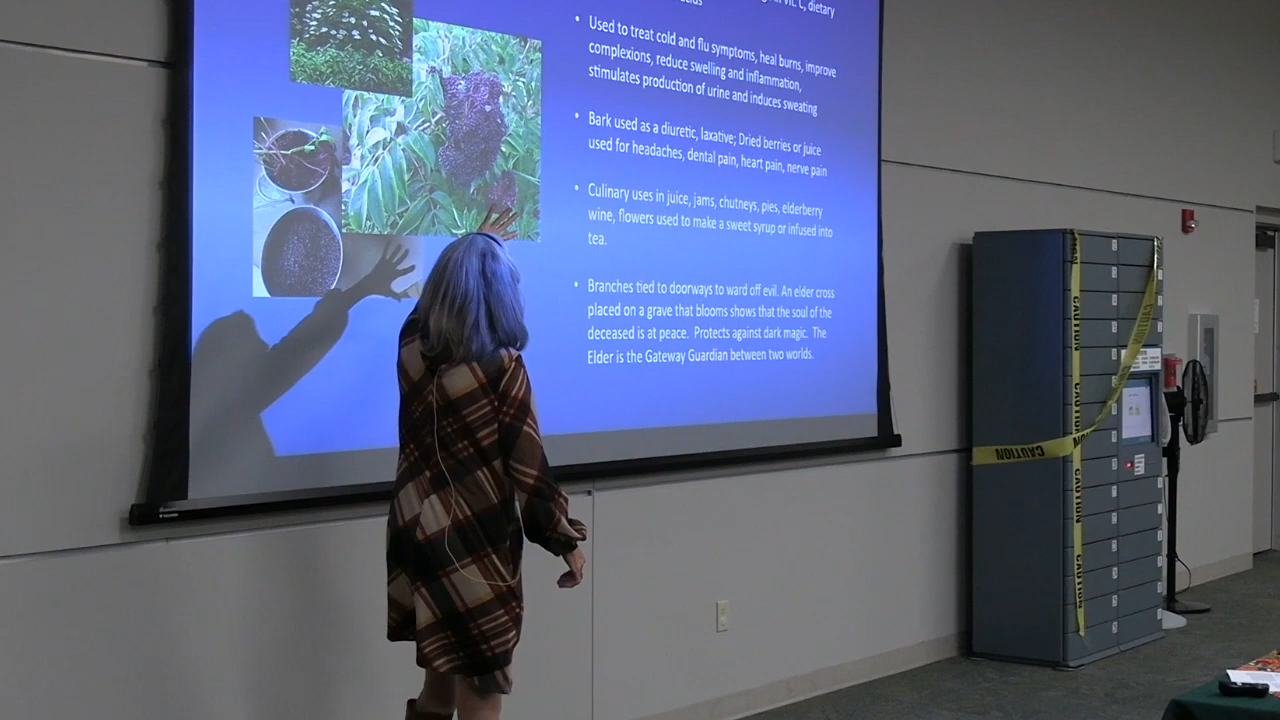 Vit. C, dietary
• Used to treat cold and flu symptoms, heal burns, improve
complexions, reduce swelling and inflammation,
stimulates production of urine and induces sweating
• Bark used as a diuretic, laxative; Dried berries or juice
used for headaches, dental pain, heart pain, nerve pain
• Culinary uses in juice, jams, chutneys, pies, elderberry
wine, flowers used to make a sweet syrup or infused into
tea.
• Branches tied to doorways to ward off evil. An elder cross
placed on a grave that blooms shows that the soul of the
deceased is at peace. Protects against dark magic. The
Elder is the Gateway Guardian between two worlds.
CAUTION
CAUTION
CAUTION
CAUTION
CAUTION